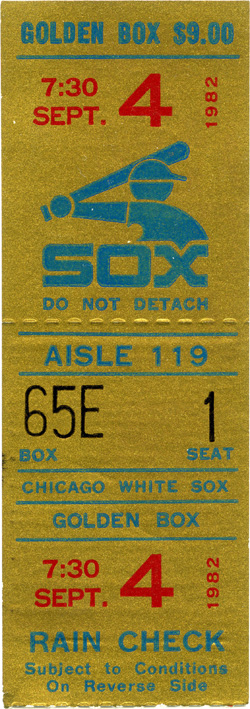 GOLDEN BOX $9.00
7:30
SEPT. 4 1982
SOX
DO NOT DETACH
AISLE 119
65E 1
BOX SEAT
CHICAGO WHITE SOX
GOLDEN BOX
7:30
SEPT. 4 1982
RAIN CHECK
Subject to Conditions
On Reverse Side